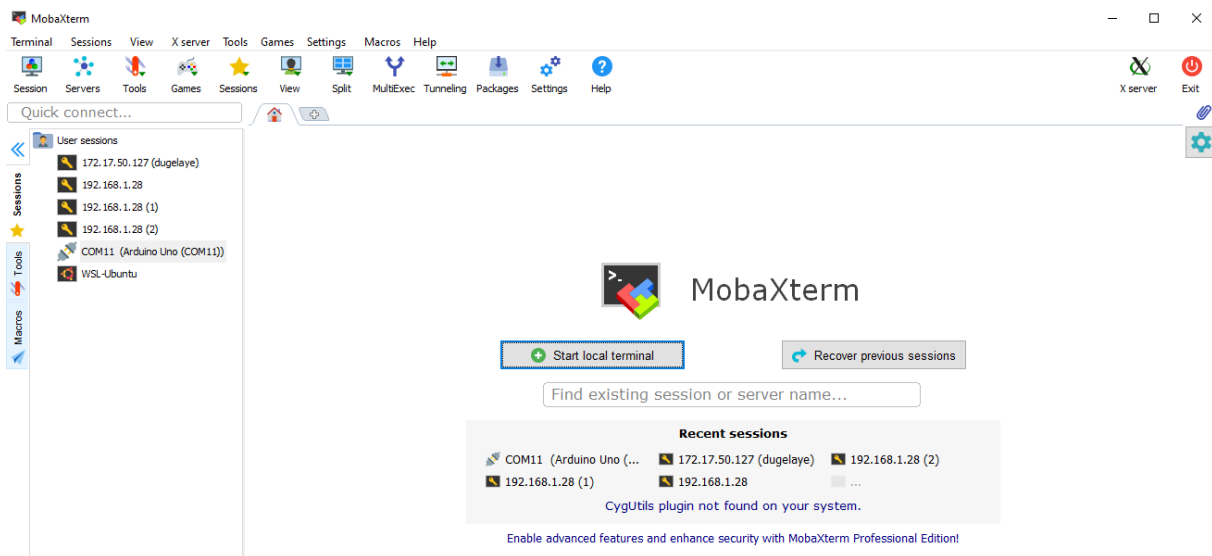 MobaXterm
Terminal Sessions View X server Tools Games Settings Macros Help
Session Servers Tools Games Sessions View Split MultiExec Tunneling Packages Settings Help X server Exit
Quick connect...
User sessions
172.17.50.127 (dugelaye)
192.168.1.28
192.168.1.28 (1)
192.168.1.28 (2)
COM11 (Arduino Uno (COM11))
WSL-Ubuntu
Sessions
Tools
Macros
>_
MobaXterm
Start local terminal Recover previous sessions
Find existing session or server name...
Recent sessions
COM11 (Arduino Uno (... 172.17.50.127 (dugelaye) 192.168.1.28 (2)
192.168.1.28 (1) 192.168.1.28 ...
CygUtils plugin not found on your system.
Enable advanced features and enhance security with MobaXterm Professional Edition!